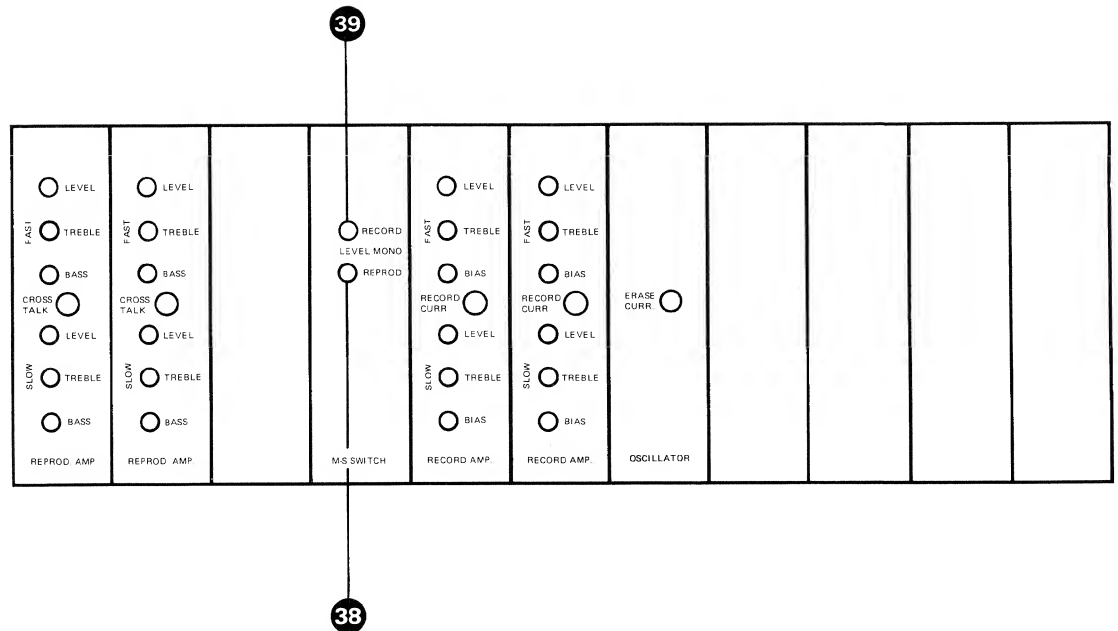 39
LEVEL
FAST
TREBLE
BASS
CROSS
TALK
LEVEL
SLOW
TREBLE
BASS
REPROD. AMP
LEVEL
FAST
TREBLE
BASS
CROSS
TALK
LEVEL
SLOW
TREBLE
BASS
REPROD. AMP.
RECORD
LEVEL MONO
REPROD
M-S SWITCH
LEVEL
FAST
TREBLE
BIAS
RECORD
CURR
LEVEL
SLOW
TREBLE
BIAS
RECORD AMP.
LEVEL
FAST
TREBLE
BIAS
RECORD
CURR
LEVEL
SLOW
TREBLE
BIAS
RECORD AMP.
ERASE
CURR.
OSCILLATOR
38